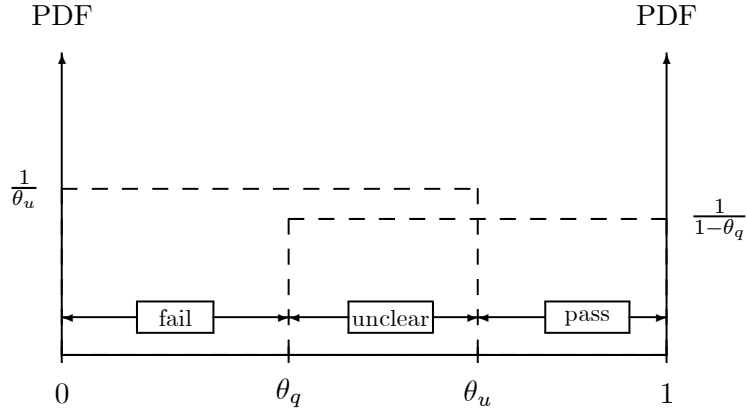 PDF PDF
1/θ_u
1/(1−θ_q)
fail unclear pass
0 θ_q θ_u 1